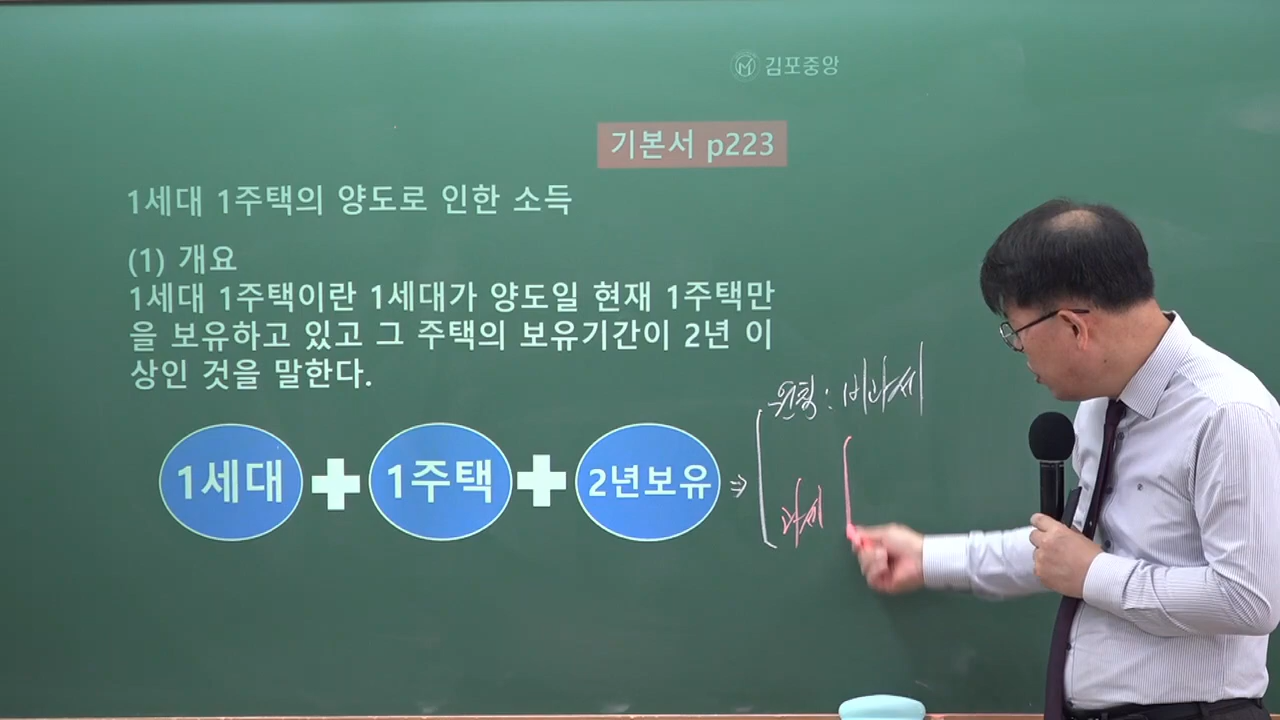 김포중앙
기본서 p223
1세대 1주택의 양도로 인한 소득
(1) 개요
1세대 1주택이란 1세대가 양도일 현재 1주택만
을 보유하고 있고 그 주택의 보유기간이 2년 이
상인 것을 말한다.
원칙 : 비과세
1세대 + 1주택 + 2년보유 ⇒
과세